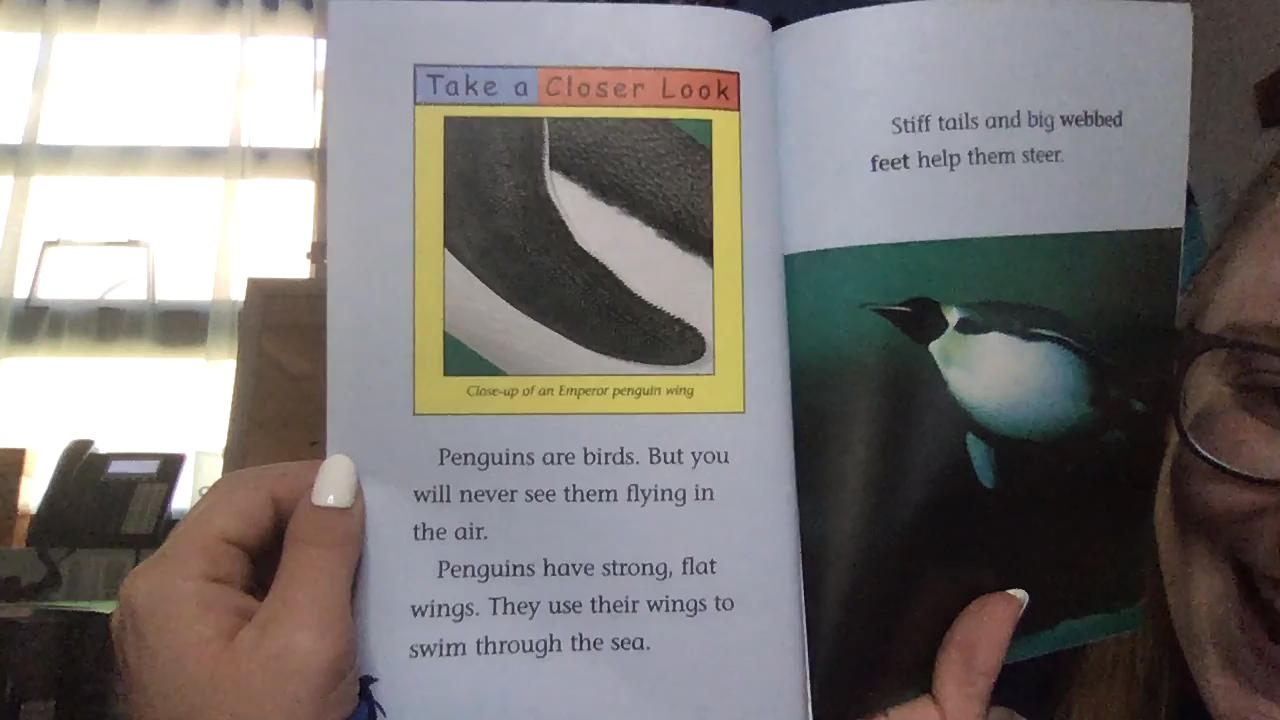 Take a Closer Look
Close-up of an Emperor penguin wing
Penguins are birds. But you
will never see them flying in
the air.
Penguins have strong, flat
wings. They use their wings to
swim through the sea.
Stiff tails and big webbed
feet help them steer.